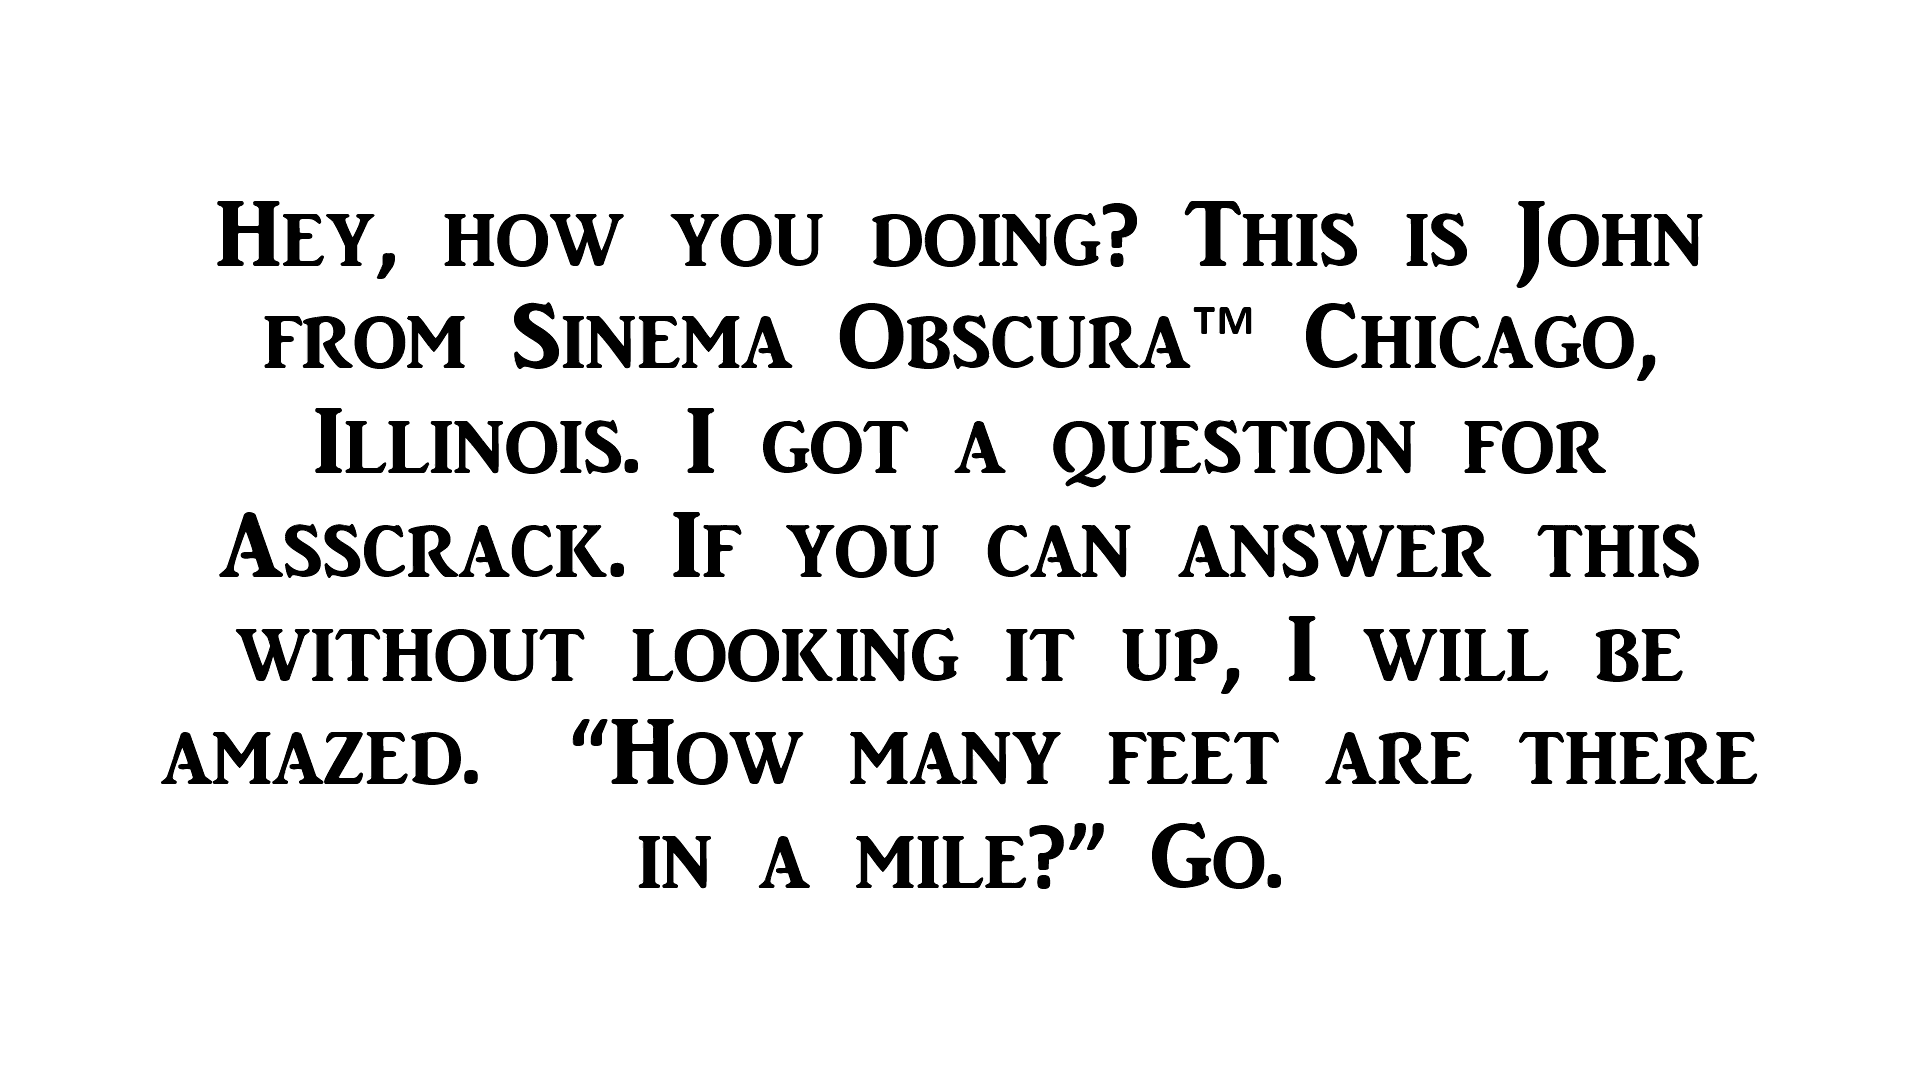 Hey, how you doing? This is John
from Sinema Obscura™ Chicago,
Illinois. I got a question for
Asscrack. If you can answer this
without looking it up, I will be
amazed.  “How many feet are there
in a mile?” Go.